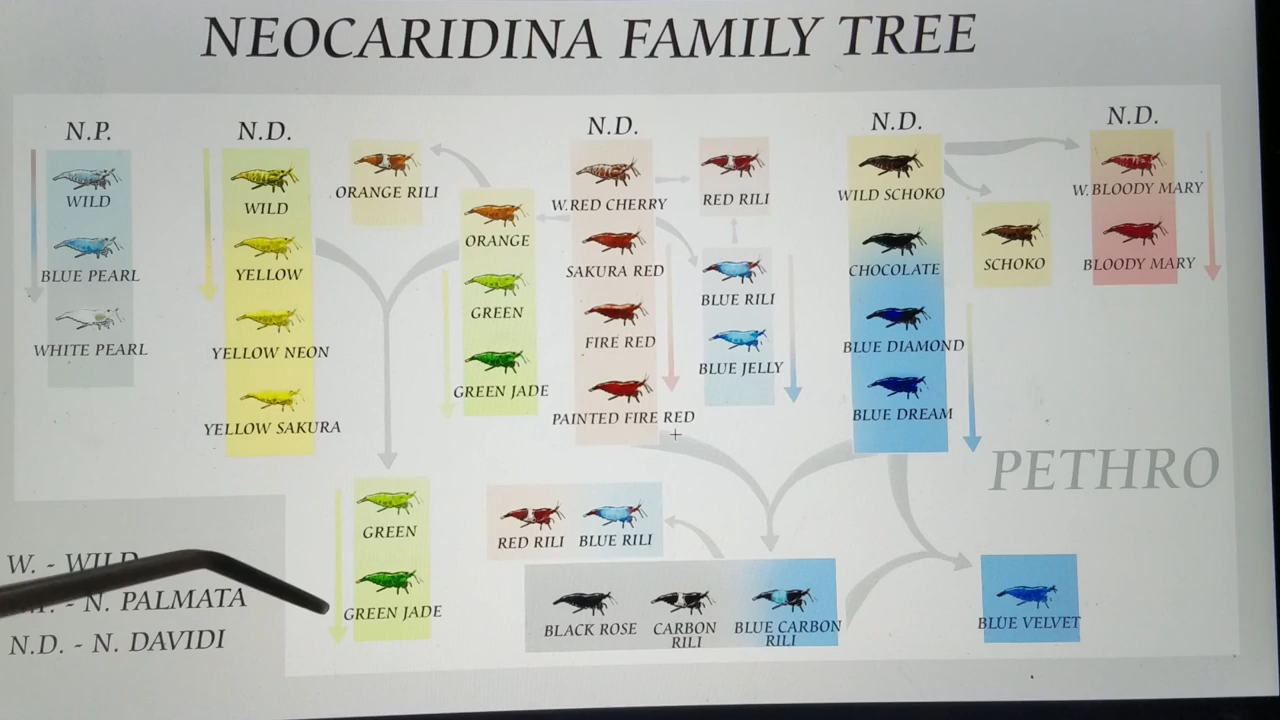 NEOCARIDINA FAMILY TREE
N.P.
WILD
BLUE PEARL
WHITE PEARL
N.D.
WILD
YELLOW
YELLOW NEON
YELLOW SAKURA
ORANGE RILI
ORANGE
GREEN
GREEN JADE
N.D.
W.RED CHERRY
SAKURA RED
FIRE RED
PAINTED FIRE RED
+
RED RILI
BLUE RILI
BLUE JELLY
N.D.
WILD SCHOKO
CHOCOLATE
BLUE DIAMOND
BLUE DREAM
SCHOKO
N.D.
W.BLOODY MARY
BLOODY MARY
PETHRO
GREEN
GREEN JADE
RED RILI
BLUE RILI
BLACK ROSE
CARBON
RILI
BLUE CARBON
RILI
BLUE VELVET
W. - WILD
- N. PALMATA
N.D. - N. DAVIDI